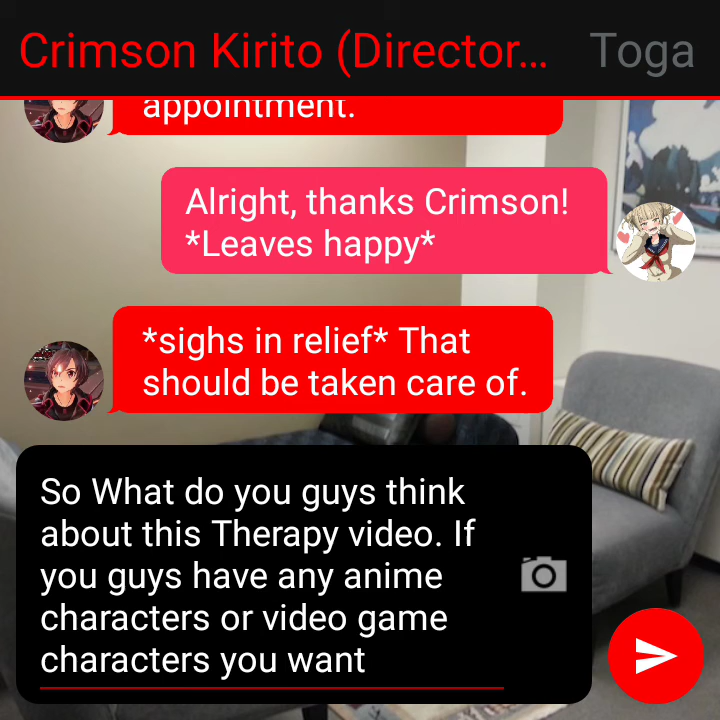 Crimson Kirito (Director... Toga
appointment.
Alright, thanks Crimson!
*Leaves happy*
*sighs in relief* That
should be taken care of.
So What do you guys think
about this Therapy video. If
you guys have any anime
characters or video game
characters you want